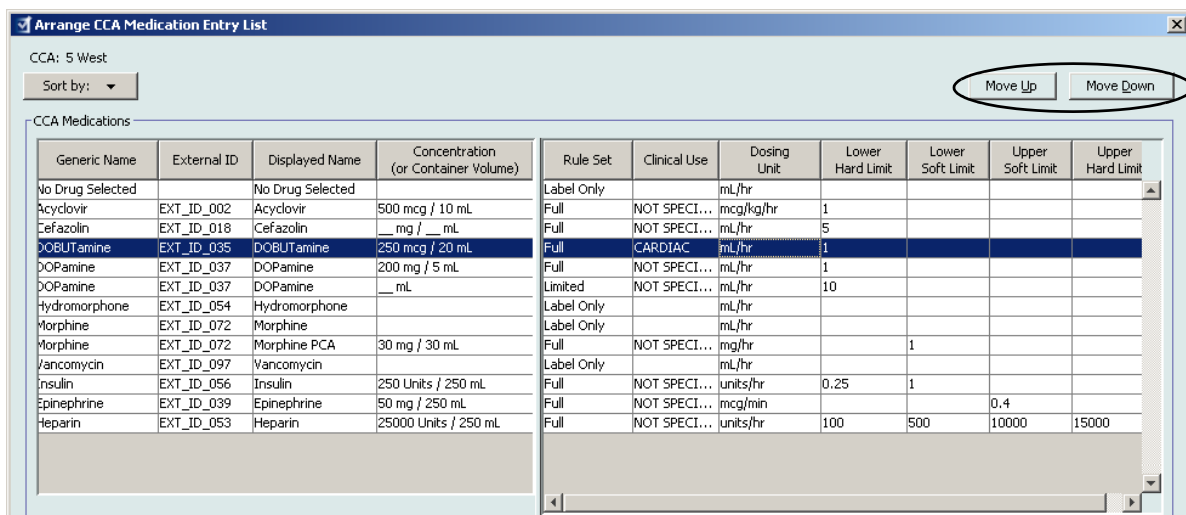 Arrange CCA Medication Entry List
CCA: 5 West
Sort by:
Move Up Move Down
CCA Medications
Generic Name External ID Displayed Name Concentration (or Container Volume) Rule Set Clinical Use Dosing Unit Lower Hard Limit Lower Soft Limit Upper Soft Limit Upper Hard Limit
No Drug Selected No Drug Selected Label Only mL/hr
Acyclovir EXT_ID_002 Acyclovir 500 mcg / 10 mL Full NOT SPECI... mcg/kg/hr 1
Cefazolin EXT_ID_018 Cefazolin __ mg / __ mL Full NOT SPECI... mL/hr 5
DOBUTamine EXT_ID_035 DOBUTamine 250 mcg / 20 mL Full CARDIAC mL/hr 1
DOPamine EXT_ID_037 DOPamine 200 mg / 5 mL Full NOT SPECI... mL/hr 1
DOPamine EXT_ID_037 DOPamine __ mL Limited NOT SPECI... mL/hr 10
Hydromorphone EXT_ID_054 Hydromorphone Label Only mL/hr
Morphine EXT_ID_072 Morphine Label Only mL/hr
Morphine EXT_ID_072 Morphine PCA 30 mg / 30 mL Full NOT SPECI... mg/hr 1
Vancomycin EXT_ID_097 Vancomycin Label Only mL/hr
Insulin EXT_ID_056 Insulin 250 Units / 250 mL Full NOT SPECI... units/hr 0.25 1
Epinephrine EXT_ID_039 Epinephrine 50 mg / 250 mL Full NOT SPECI... mcg/min 0.4
Heparin EXT_ID_053 Heparin 25000 Units / 250 mL Full NOT SPECI... units/hr 100 500 10000 15000